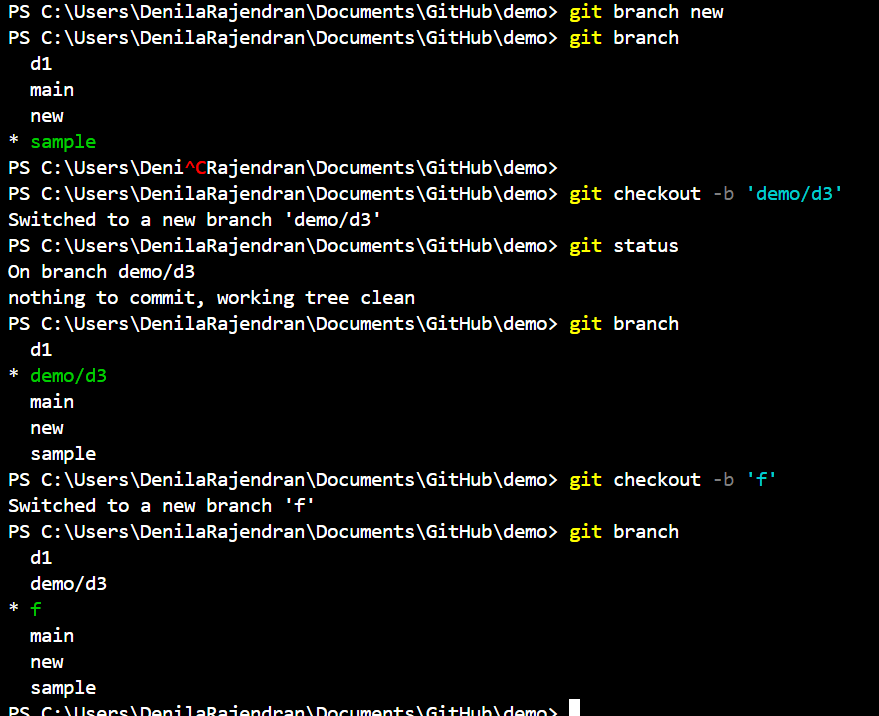 PS C:\Users\DenilaRajendran\Documents\GitHub\demo> git branch new
PS C:\Users\DenilaRajendran\Documents\GitHub\demo> git branch
  d1
  main
  new
* sample
PS C:\Users\Deni^CRajendran\Documents\GitHub\demo>
PS C:\Users\DenilaRajendran\Documents\GitHub\demo> git checkout -b 'demo/d3'
Switched to a new branch 'demo/d3'
PS C:\Users\DenilaRajendran\Documents\GitHub\demo> git status
On branch demo/d3
nothing to commit, working tree clean
PS C:\Users\DenilaRajendran\Documents\GitHub\demo> git branch
  d1
* demo/d3
  main
  new
  sample
PS C:\Users\DenilaRajendran\Documents\GitHub\demo> git checkout -b 'f'
Switched to a new branch 'f'
PS C:\Users\DenilaRajendran\Documents\GitHub\demo> git branch
  d1
  demo/d3
* f
  main
  new
  sample
PS C:\Users\DenilaRajendran\Documents\GitHub\demo>